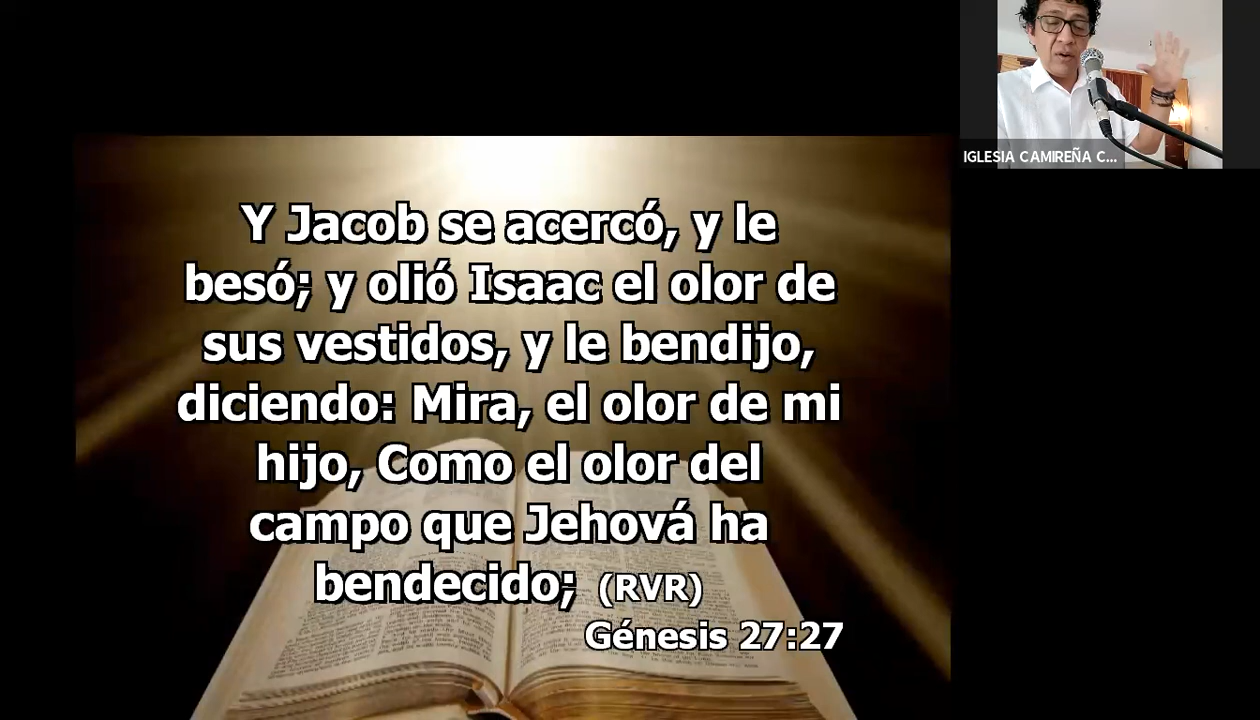 IGLESIA CAMIREÑA C...
Y Jacob se acercó, y le
besó; y olió Isaac el olor de
sus vestidos, y le bendijo,
diciendo: Mira, el olor de mi
hijo, Como el olor del
campo que Jehová ha
bendecido; (RVR)
Génesis 27:27